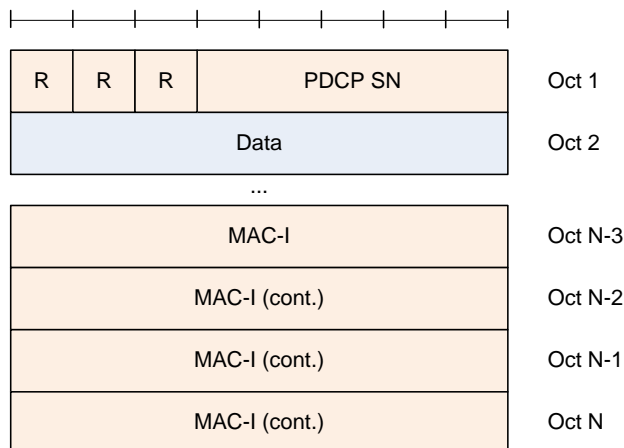 R R R PDCP SN Oct 1
Data Oct 2
...
MAC-I Oct N-3
MAC-I (cont.) Oct N-2
MAC-I (cont.) Oct N-1
MAC-I (cont.) Oct N